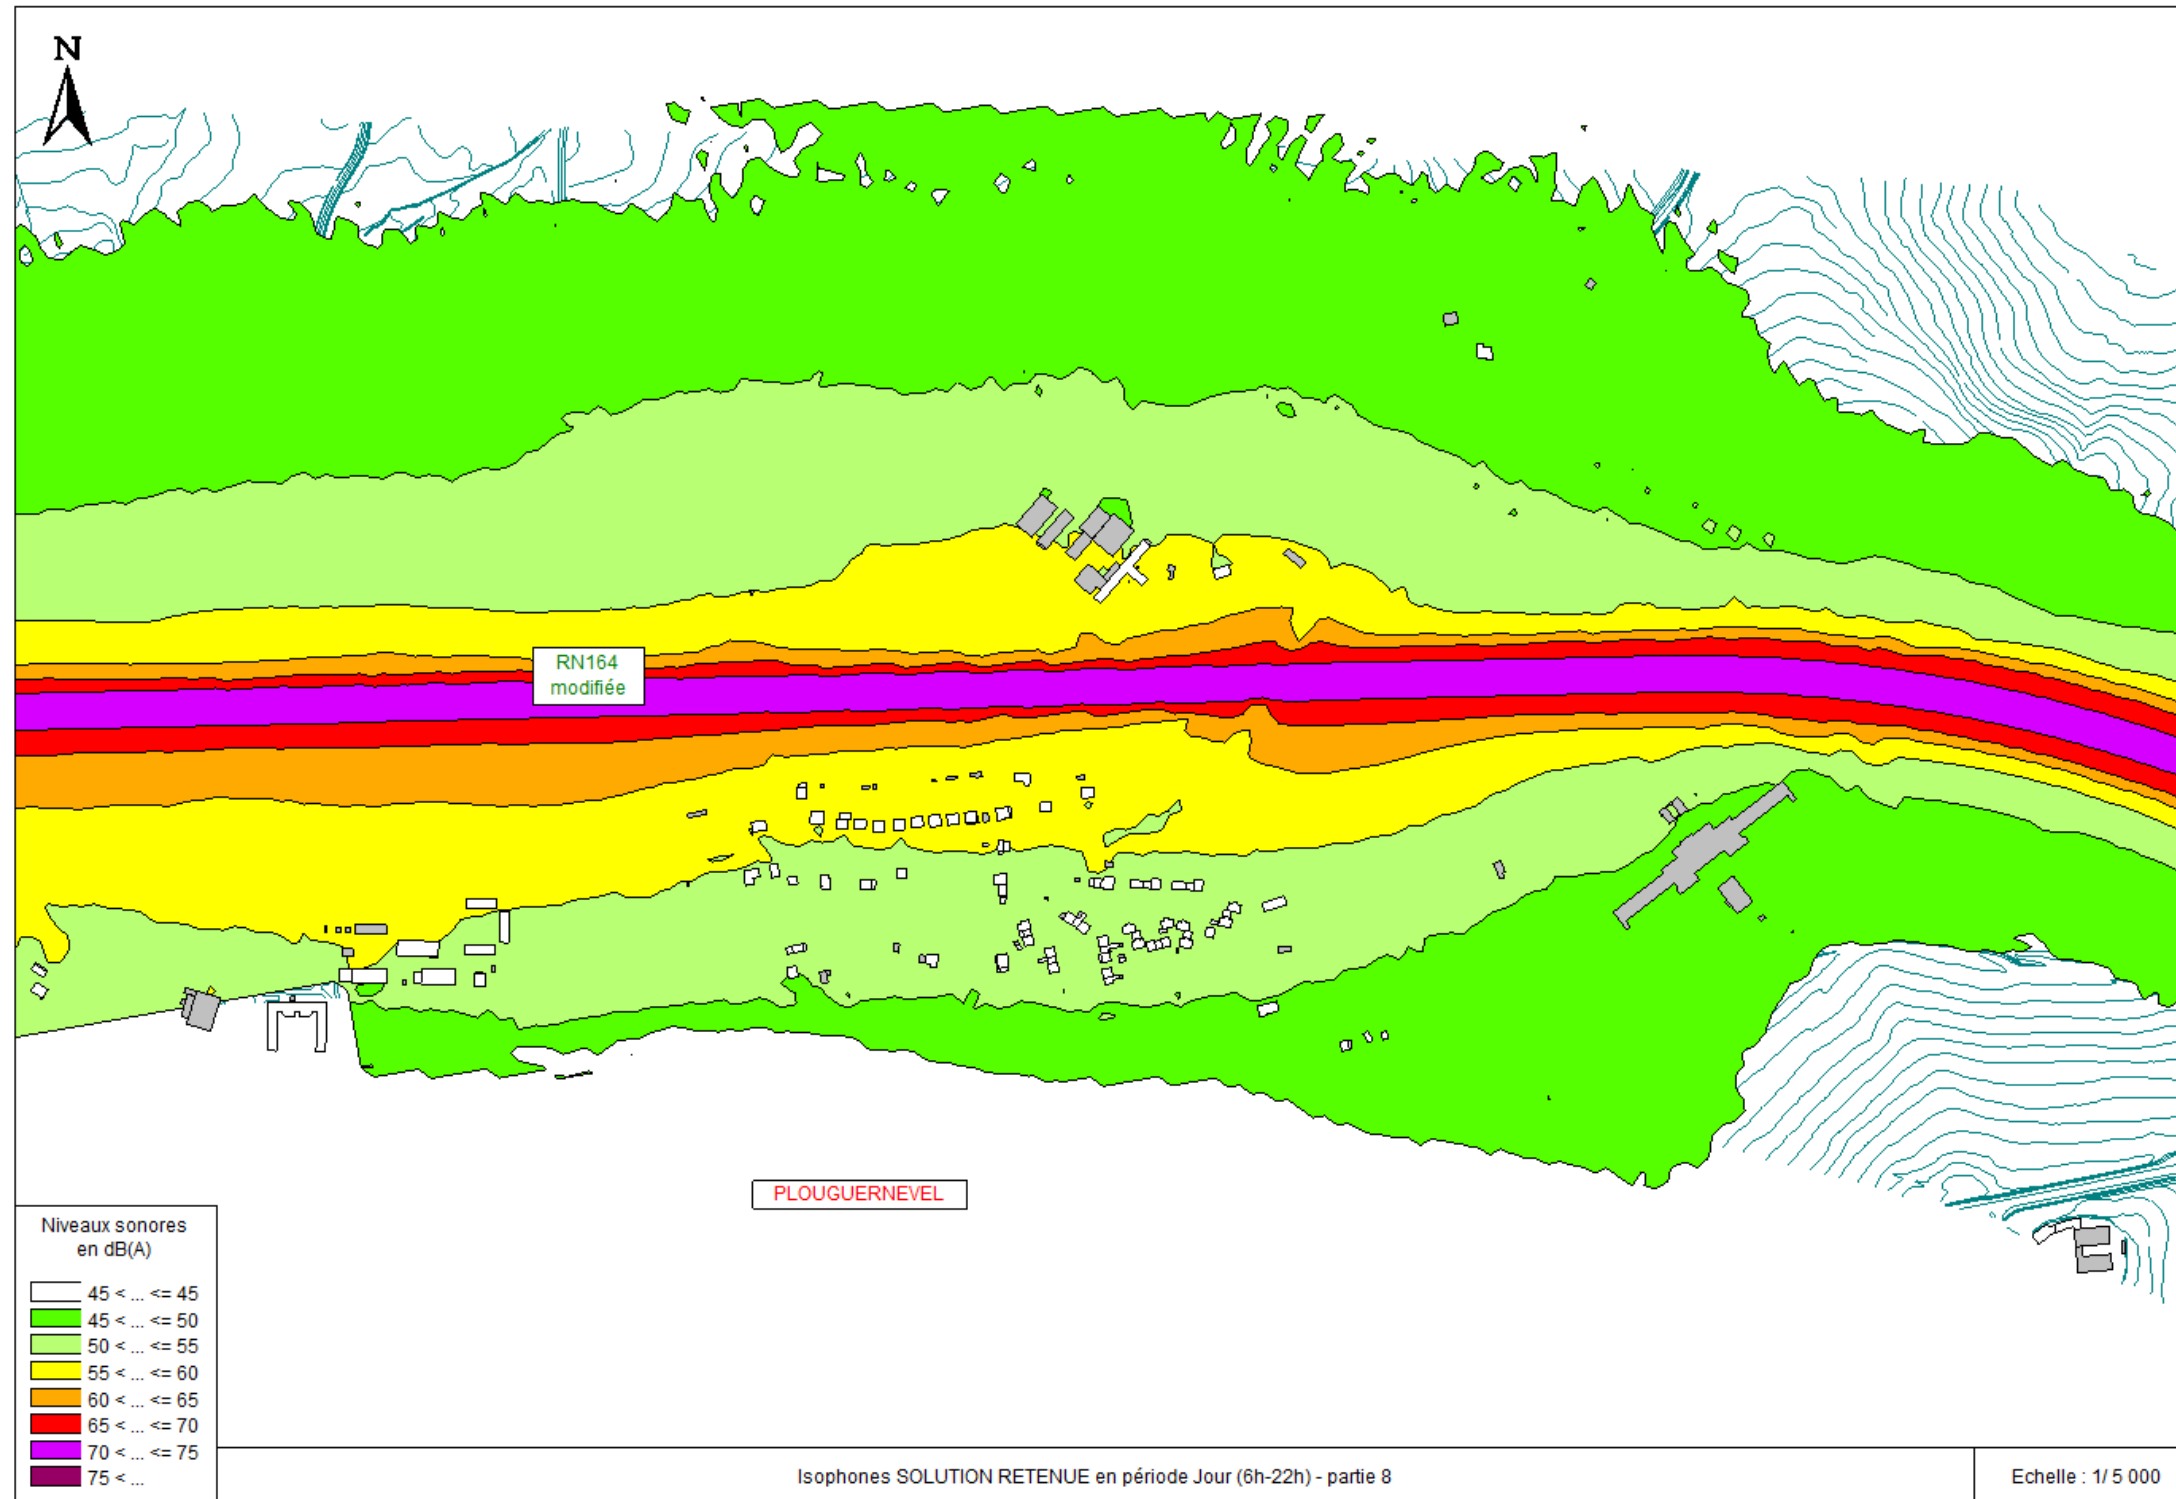 N
RN164
modifiée
PLOUGUERNEVEL
Niveaux sonores
en dB(A)
45 < ... <= 45
45 < ... <= 50
50 < ... <= 55
55 < ... <= 60
60 < ... <= 65
65 < ... <= 70
70 < ... <= 75
75 < ...
Isophones SOLUTION RETENUE en période Jour (6h-22h) - partie 8
Echelle : 1/ 5 000